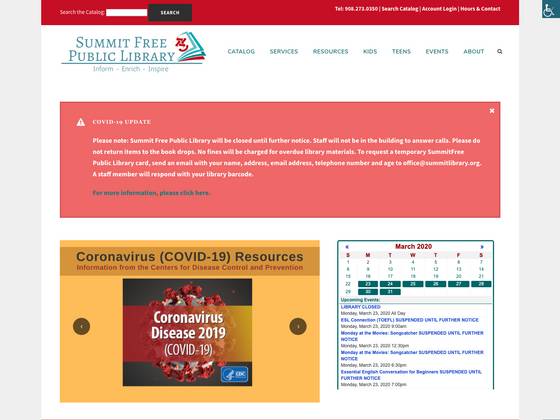 Search the Catalog:
SEARCH
Tel: 908.273.0350 | Search Catalog | Account Login | Hours & Contact
SUMMIT FREE
PUBLIC LIBRARY
Inform - Enrich - Inspire
CATALOG SERVICES RESOURCES KIDS TEENS EVENTS ABOUT
COVID-19 UPDATE
Please note: Summit Free Public Library will be closed until further notice. Staff will not be in the building to answer calls. Please do
not return items to the book drops. No fines will be charged for overdue library materials. To request a temporary SummitFree
Public Library card, send an email with your name, address, email address, telephone number and age to office@summitlibrary.org.
A staff member will respond with your library barcode.
For more information, please click here.
Coronavirus (COVID-19) Resources
Information from the Centers for Disease Control and Prevention
Coronavirus
Disease 2019
(COVID-19)
CDC
« March 2020 »
S M T W T F S
1 2 3 4 5 6 7
8 9 10 11 12 13 14
15 16 17 18 19 20 21
22 23 24 25 26 27 28
29 30 31
Upcoming Events:
LIBRARY CLOSED
Monday, March 23, 2020 All Day
ESL Connection (TOEFL) SUSPENDED UNTIL FURTHER
NOTICE
Monday, March 23, 2020 9:00am
Monday at the Movies: Songcatcher SUSPENDED UNTIL FURTHER
NOTICE
Monday, March 23, 2020 12:30pm
Monday at the Movies: Songcatcher SUSPENDED UNTIL FURTHER
NOTICE
Monday, March 23, 2020 6:30pm
Essential English Conversation for Beginners SUSPENDED UNTIL
FURTHER NOTICE
Monday, March 23, 2020 7:00pm